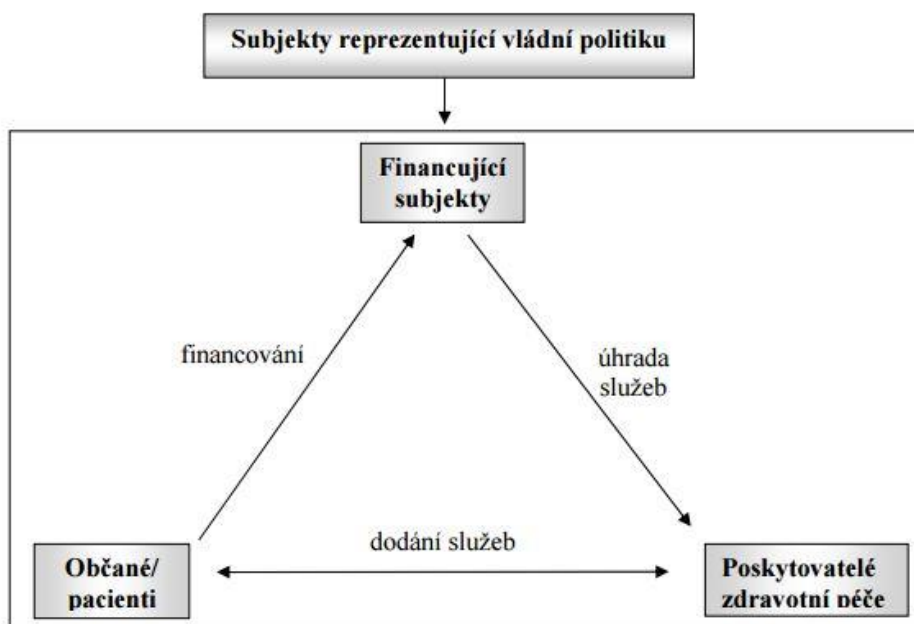 Subjekty reprezentující vládní politiku
Financující
subjekty
financování
úhrada
služeb
dodání služeb
Občané/
pacienti
Poskytovatelé
zdravotní péče